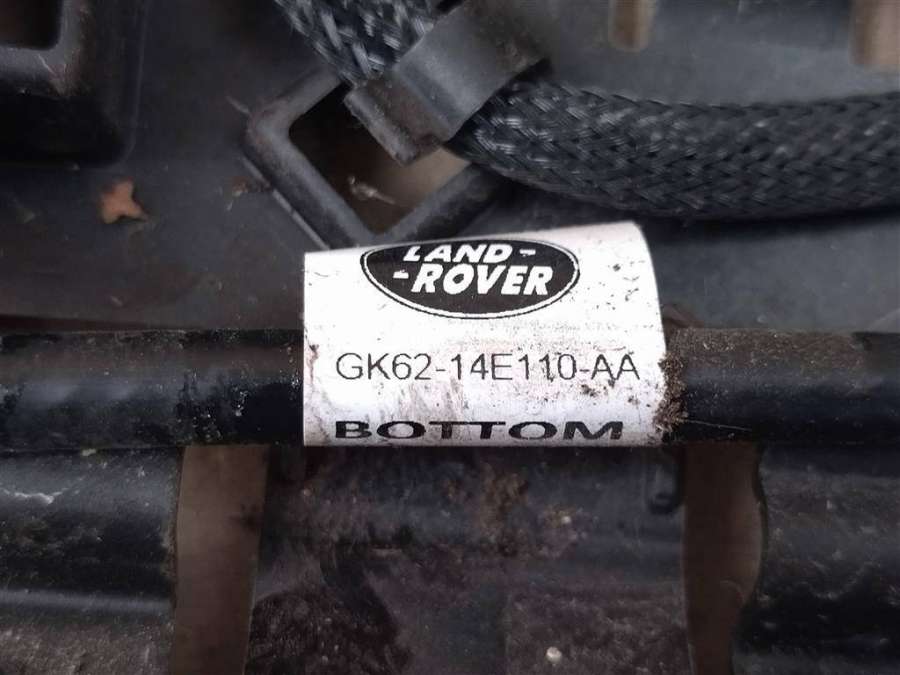 LAND-
-ROVER
GK62-14E110-AA
BOTTOM